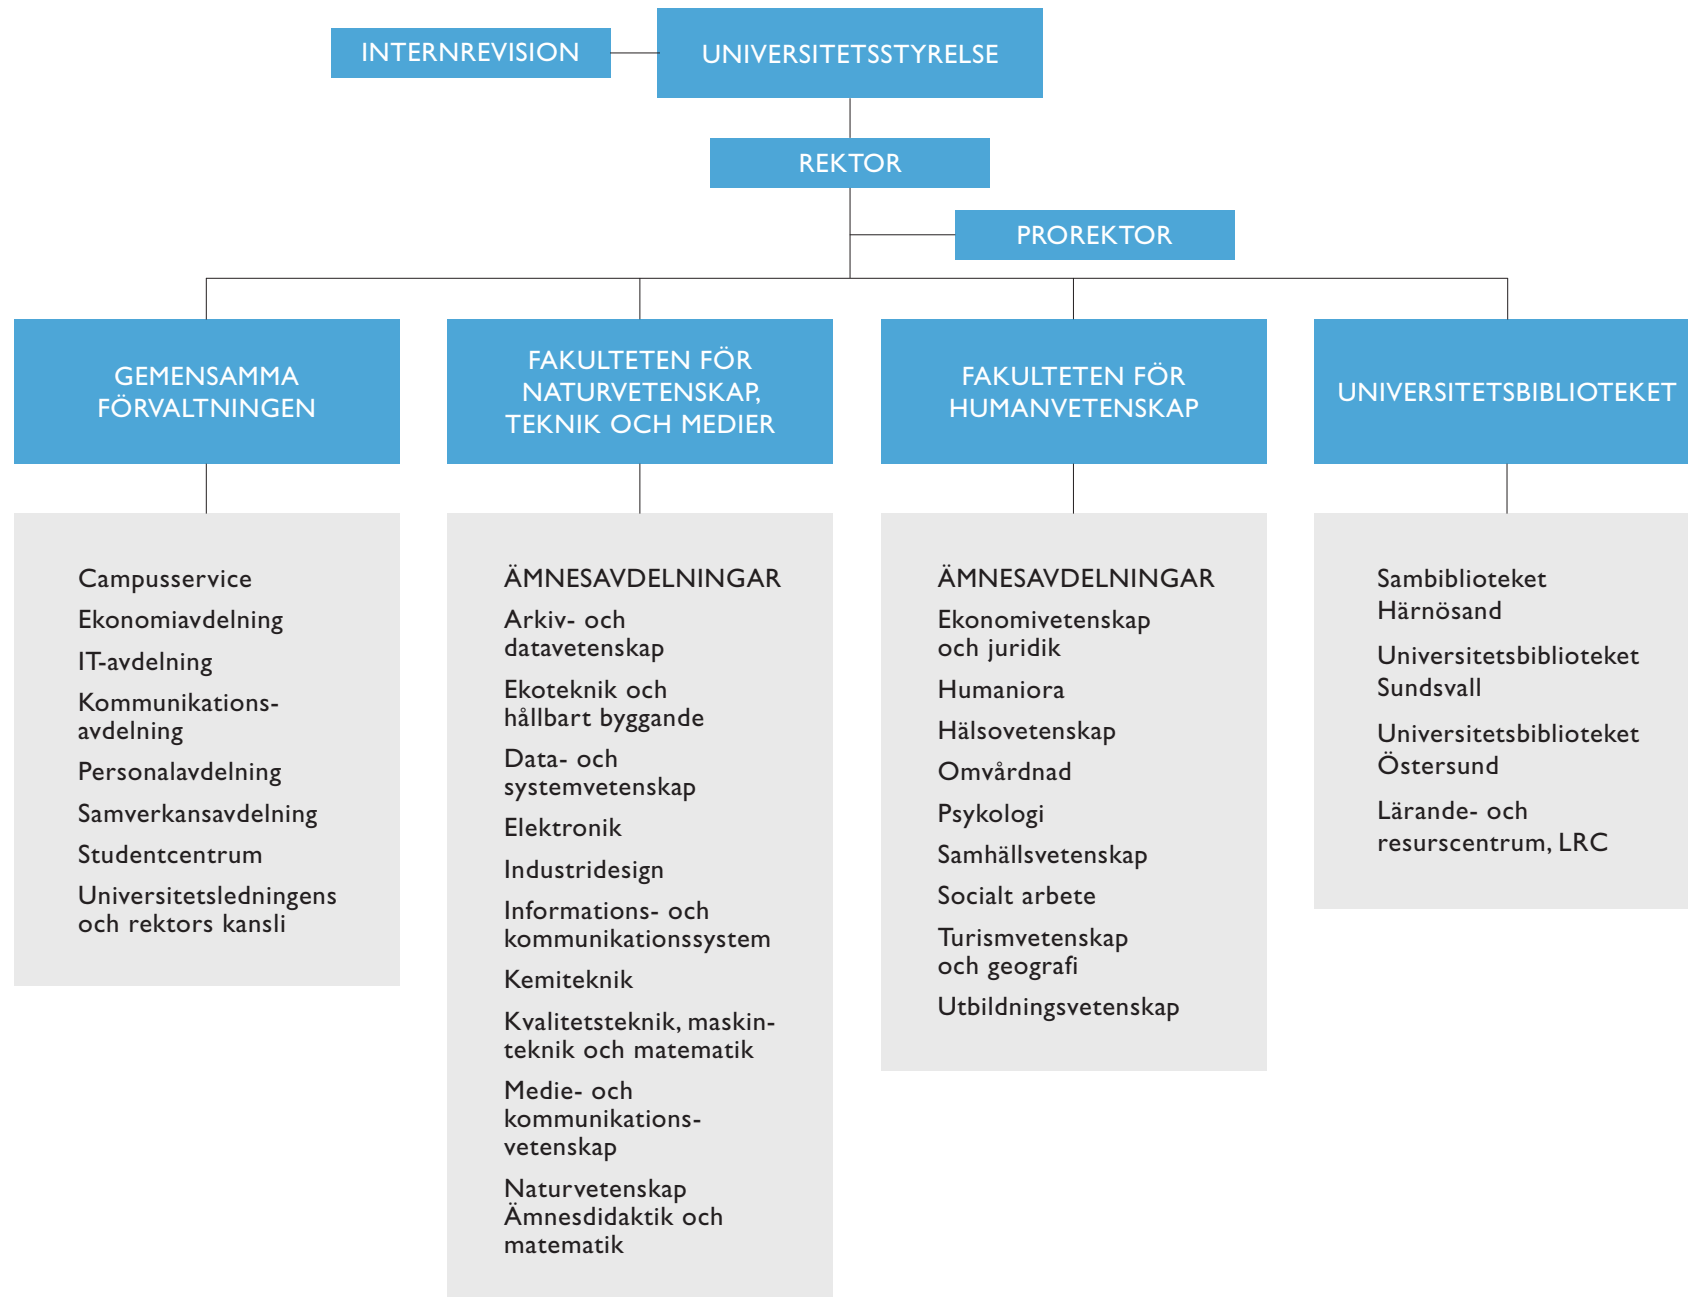 INTERNREVISION
UNIVERSITETSSTYRELSE
REKTOR
PROREKTOR
GEMENSAMMA
FÖRVALTNINGEN
FAKULTETEN FÖR
NATURVETENSKAP,
TEKNIK OCH MEDIER
FAKULTETEN FÖR
HUMANVETENSKAP
UNIVERSITETSBIBLIOTEKET
Campusservice
Ekonomiavdelning
IT-avdelning
Kommunikations-
avdelning
Personalavdelning
Samverkansavdelning
Studentcentrum
Universitetsledningens
och rektors kansli
ÄMNESAVDELNINGAR
Arkiv- och
datavetenskap
Ekoteknik och
hållbart byggande
Data- och
systemvetenskap
Elektronik
Industridesign
Informations- och
kommunikationssystem
Kemiteknik
Kvalitetsteknik, maskin-
teknik och matematik
Medie- och
kommunikations-
vetenskap
Naturvetenskap
Ämnesdidaktik och
matematik
ÄMNESAVDELNINGAR
Ekonomivetenskap
och juridik
Humaniora
Hälsovetenskap
Omvårdnad
Psykologi
Samhällsvetenskap
Socialt arbete
Turismvetenskap
och geografi
Utbildningsvetenskap
Sambiblioteket
Härnösand
Universitetsbiblioteket
Sundsvall
Universitetsbiblioteket
Östersund
Lärande- och
resurscentrum, LRC